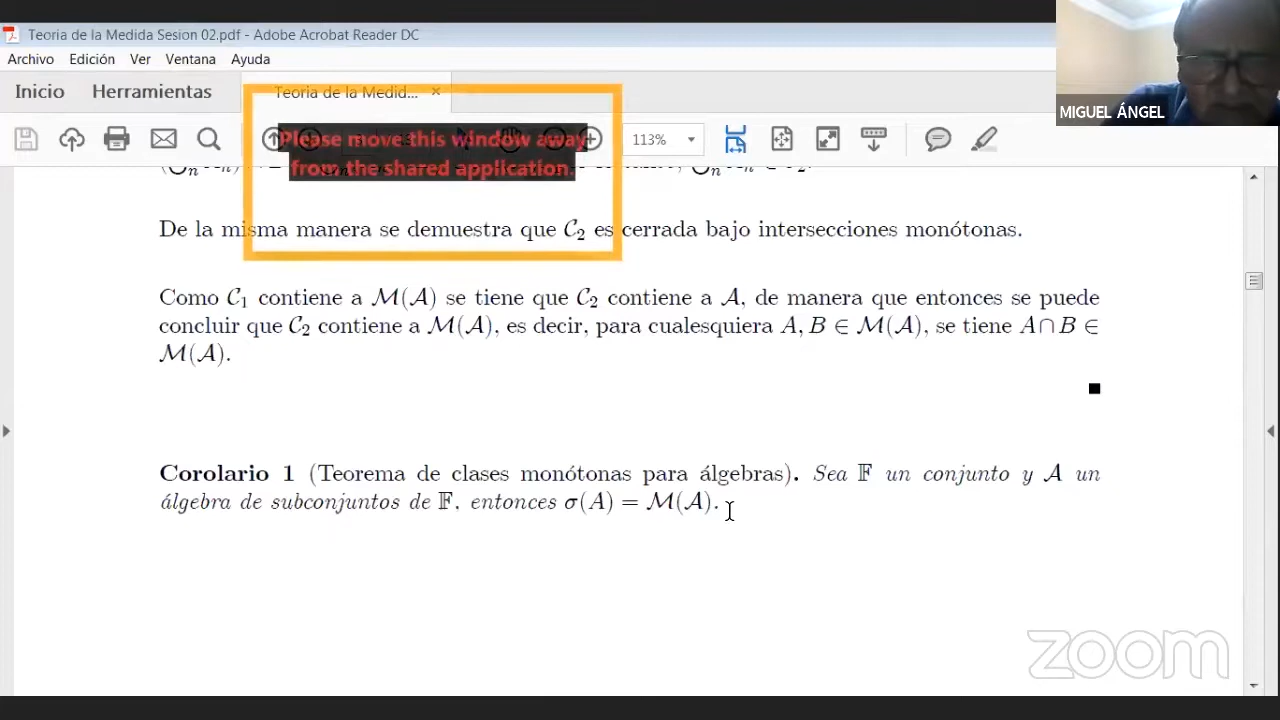 Teoria de la Medida Sesion 02.pdf - Adobe Acrobat Reader DC
Archivo Edición Ver Ventana Ayuda
Inicio Herramientas Teoria de la Medid... ×
MIGUEL ÁNGEL
Please move this window away
from the shared application.
113%
De la misma manera se demuestra que 𝒞₂ es cerrada bajo intersecciones monótonas.
Como 𝒞₁ contiene a ℳ(𝒜) se tiene que 𝒞₂ contiene a 𝒜, de manera que entonces se puede
concluir que 𝒞₂ contiene a ℳ(𝒜), es decir, para cualesquiera A, B ∈ ℳ(𝒜), se tiene A ∩ B ∈
ℳ(𝒜).
■
Corolario 1 (Teorema de clases monótonas para álgebras). Sea 𝔽 un conjunto y 𝒜 un
álgebra de subconjuntos de 𝔽, entonces σ(A) = ℳ(𝒜).
zoom